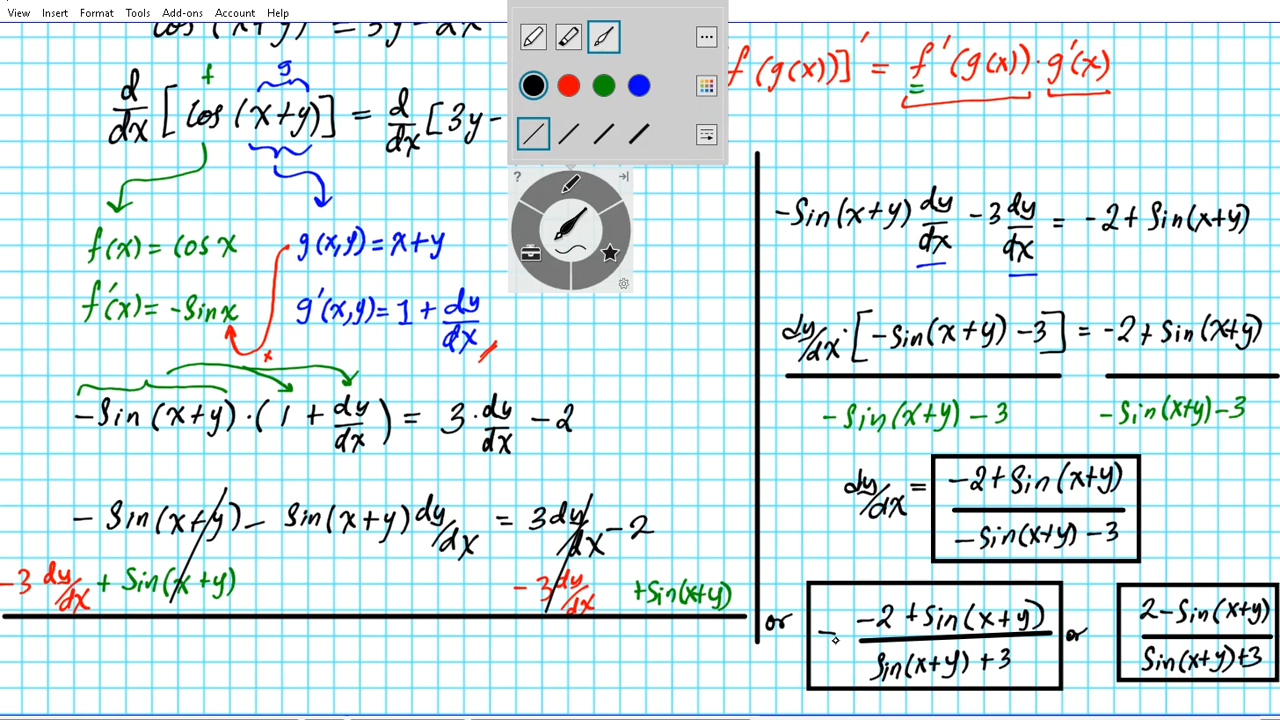 View Insert Format Tools Options Account Help
cos (x+y) = 3y - 2x
f g
d/dx [cos (x+y)] = d/dx [3y-
f(x) = cos x
g(x,y) = x+y
f'(x) = -sin x
g'(x,y) = 1 + dy/dx
x
-sin (x+y) · (1 + dy/dx) = 3 · dy/dx - 2
- sin(x+y) - sin(x+y) dy/dx = 3 dy/dx - 2
-3 dy/dx + sin(x+y) - 3 dy/dx + sin(x+y)
?
f(g(x))]' = f'(g(x)) · g'(x)
-sin(x+y) dy/dx - 3 dy/dx = -2 + sin(x+y)
dy/dx · [-sin(x+y) - 3] = -2 + sin(x+y)
-sin(x+y) - 3 -sin(x+y) - 3
dy/dx = -2 + sin(x+y)
-sin(x+y) - 3
or - -2 + sin(x+y) or 2 - sin(x+y)
sin(x+y) + 3 sin(x+y) + 3